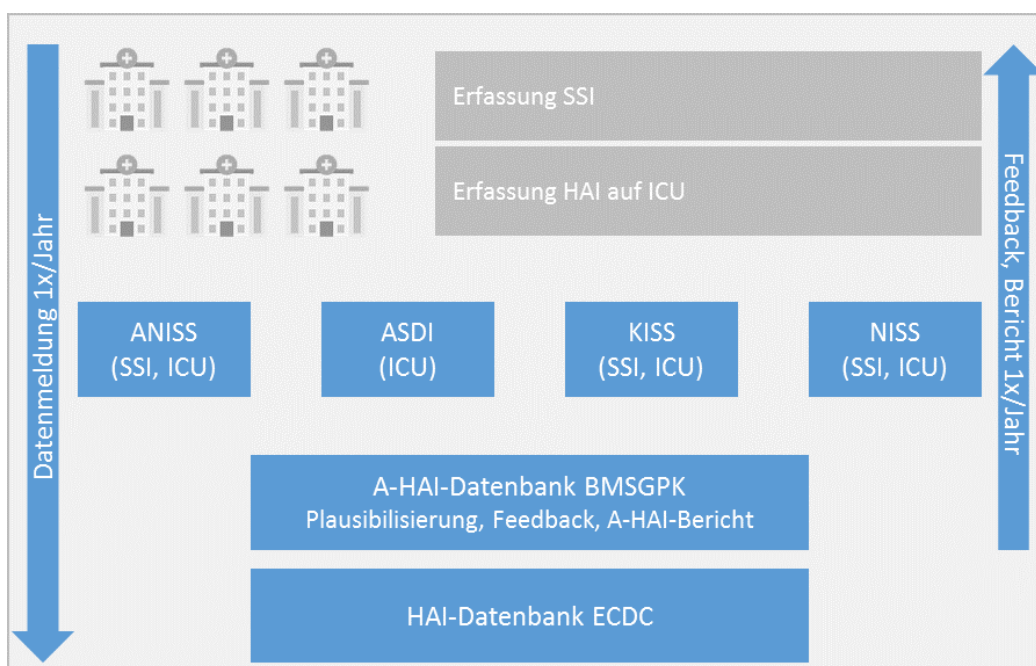 Datenmeldung 1x/Jahr
Erfassung SSI
Erfassung HAI auf ICU
Feedback, Bericht 1x/Jahr
ANISS
(SSI, ICU)
ASDI
(ICU)
KISS
(SSI, ICU)
NISS
(SSI, ICU)
A-HAI-Datenbank BMSGPK
Plausibilisierung, Feedback, A-HAI-Bericht
HAI-Datenbank ECDC